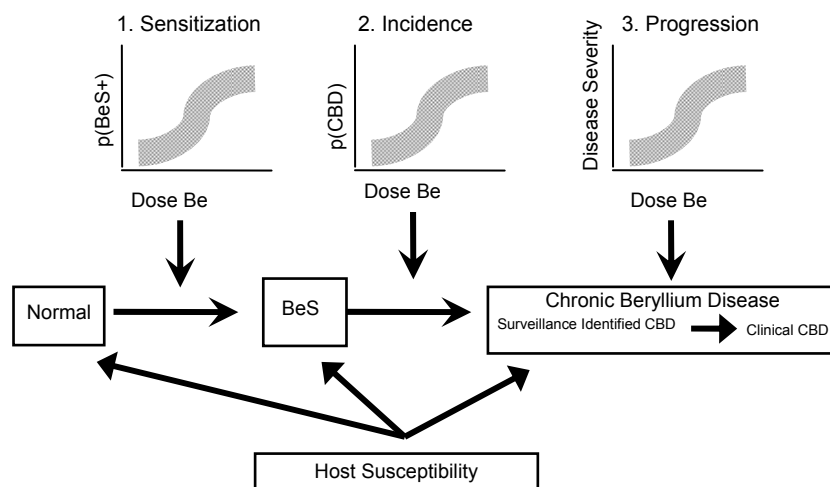 1. Sensitization
2. Incidence
3. Progression
p(BeS+)
p(CBD)
Disease Severity
Dose Be
Dose Be
Dose Be
Normal
BeS
Chronic Beryllium Disease
Surveillance Identified CBD
Clinical CBD
Host Susceptibility